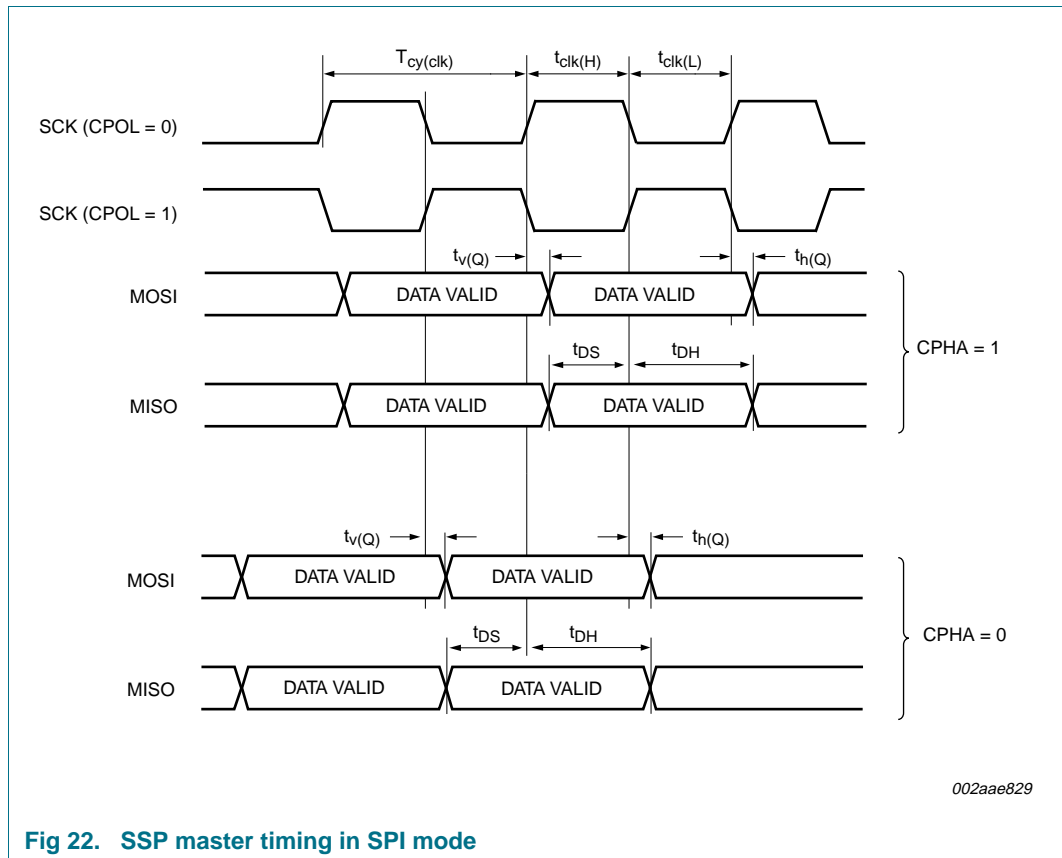 Tcy(clk) tclk(H) tclk(L)
SCK (CPOL = 0)
SCK (CPOL = 1)
tv(Q) th(Q)
MOSI DATA VALID DATA VALID
CPHA = 1
tDS tDH
MISO DATA VALID DATA VALID
tv(Q) th(Q)
MOSI DATA VALID DATA VALID
CPHA = 0
tDS tDH
MISO DATA VALID DATA VALID
002aae829
Fig 22. SSP master timing in SPI mode